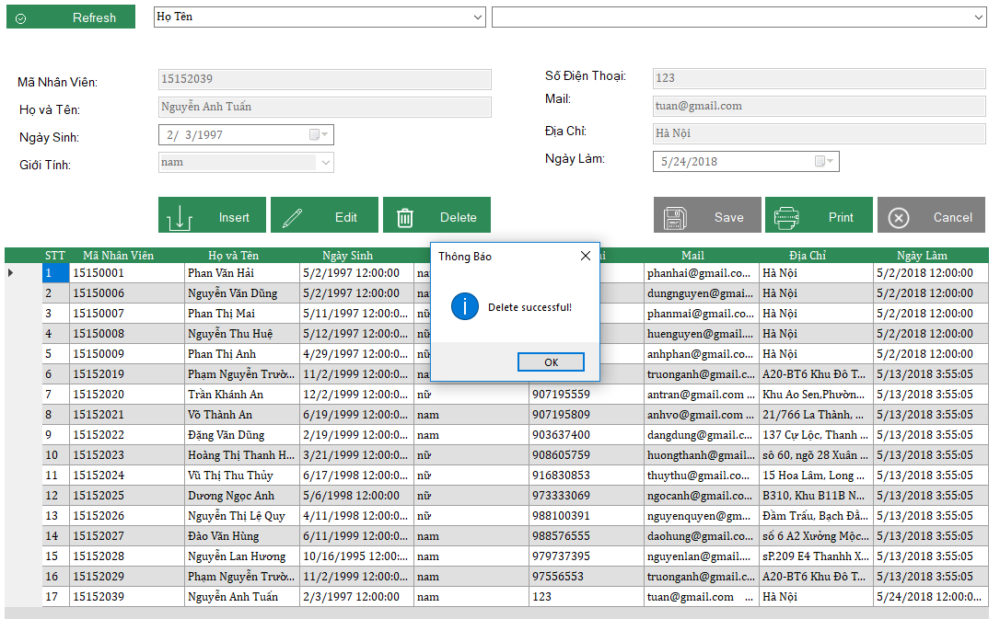 Refresh Họ Tên
Mã Nhân Viên: 15152039 Số Điện Thoại: 123
Họ và Tên: Nguyễn Anh Tuấn Mail: tuan@gmail.com
Ngày Sinh: 2/ 3/1997 Địa Chỉ: Hà Nội
Giới Tính: nam Ngày Làm: 5/24/2018
Insert Edit Delete Save Print Cancel
STT Mã Nhân Viên Họ và Tên Ngày Sinh Mail Địa Chỉ Ngày Làm
1 15150001 Phan Văn Hải 5/2/1997 12:00:00 phanhai@gmail.co... Hà Nội 5/2/2018 12:00:00
2 15150006 Nguyễn Văn Dũng 5/2/1997 12:00:00 dungnguyen@gmai... Hà Nội 5/2/2018 12:00:00
3 15150007 Phan Thị Mai 5/11/1997 12:00:0... nữ phanmai@gmail.co... Hà Nội 5/2/2018 12:00:00
4 15150008 Nguyễn Thu Huệ 5/12/1997 12:00:0... nữ huenguyen@gmail.... Hà Nội 5/2/2018 12:00:00
5 15150009 Phan Thị Anh 4/29/1997 12:00:0... nữ anhphan@gmail.co... Hà Nội 5/2/2018 12:00:00
6 15152019 Phạm Nguyễn Trườ... 11/2/1999 12:00:0... truonganh@gmail.c... A20-BT6 Khu Đô T... 5/13/2018 3:55:05
7 15152020 Trần Khánh An 12/2/1999 12:00:0... nữ 907195559 antran@gmail.com ... Khu Ao Sen,Phườn... 5/13/2018 3:55:05
8 15152021 Võ Thành An 6/19/1999 12:00:0... nam 907195809 anhvo@gmail.com ... 21/766 La Thành, ... 5/13/2018 3:55:05
9 15152022 Đặng Văn Dũng 2/19/1999 12:00:0... nam 903637400 dangdung@gmail.c... 137 Cự Lộc, Thanh ... 5/13/2018 3:55:05
10 15152023 Hoàng Thị Thanh H... 3/21/1999 12:00:0... nữ 908605759 huongthanh@gmail... sô 60, ngõ 28 Xuân ... 5/13/2018 3:55:05
11 15152024 Vũ Thị Thu Thủy 6/17/1998 12:00:0... nữ 916830853 thuythu@gmail.co... 15 Hoa Lâm, Long ... 5/13/2018 3:55:05
12 15152025 Dương Ngọc Anh 5/6/1998 12:00:00 nữ 973333069 ngocanh@gmail.co... B310, Khu B11B N... 5/13/2018 3:55:05
13 15152026 Nguyễn Thị Lệ Quy 4/11/1998 12:00:0... nữ 988100391 nguyenquyen@gm... Đầm Trấu, Bạch Đằ... 5/13/2018 3:55:05
14 15152027 Đào Văn Hùng 6/11/1999 12:00:0... nam 988576555 daohung@gmail.co... số 6 A2 Xưởng Mộc... 5/13/2018 3:55:05
15 15152028 Nguyễn Lan Hương 10/16/1995 12:00:... nam 979737395 nguyenlan@gmail.... sP.209 E4 Thanhh X... 5/13/2018 3:55:05
16 15152029 Phạm Nguyễn Trườ... 11/2/1999 12:00:0... nam 97556553 truonganh@gmail.c... A20-BT6 Khu Đô T... 5/13/2018 3:55:05
17 15152039 Nguyễn Anh Tuấn 2/3/1997 12:00:00 nam 123 tuan@gmail.com ... Hà Nội 5/24/2018 12:00:0...
Thông Báo
Delete successful!
OK